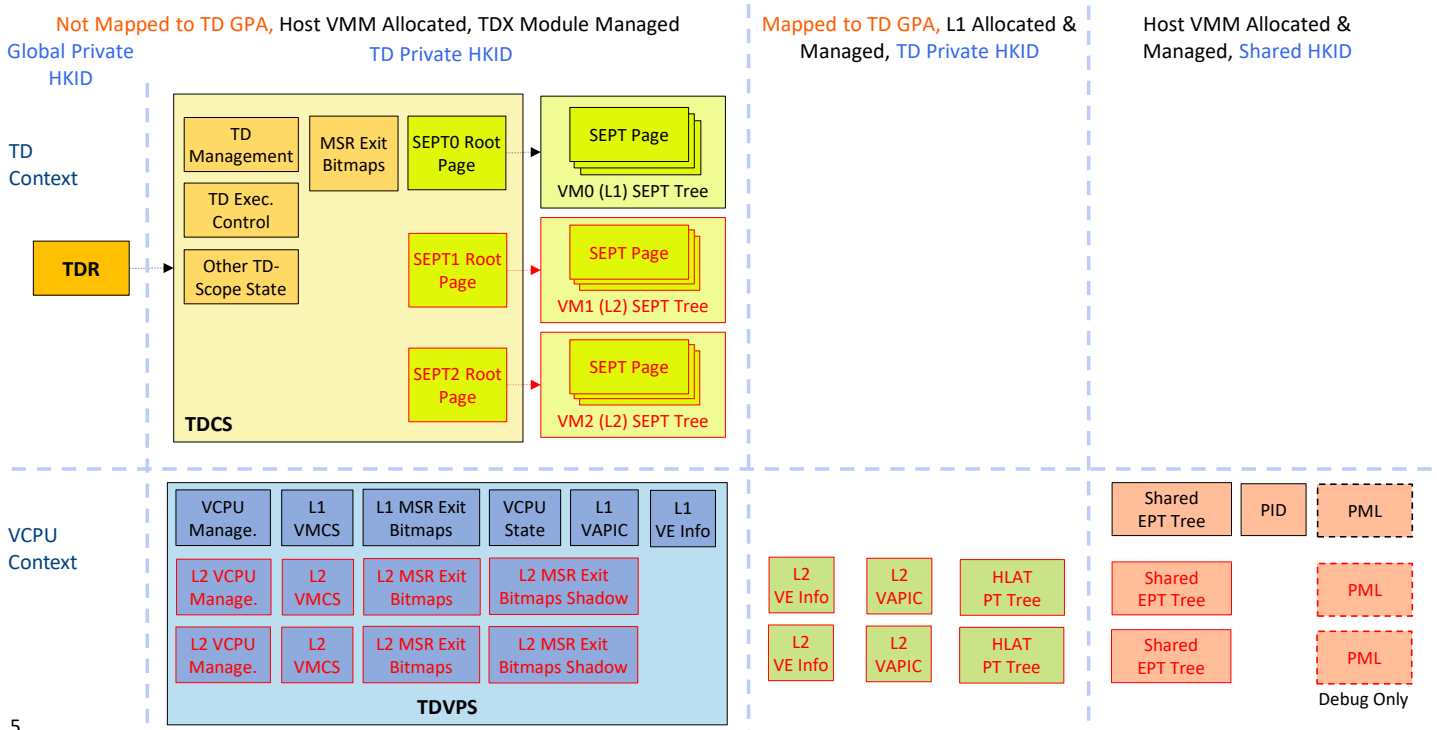 Not Mapped to TD GPA, Host VMM Allocated, TDX Module Managed
Global Private
HKID
TD Private HKID
Mapped to TD GPA, L1 Allocated &
Managed, TD Private HKID
Host VMM Allocated &
Managed, Shared HKID
TD
Context
TDR
TD
Management
MSR Exit
Bitmaps
SEPT0 Root
Page
SEPT Page
VM0 (L1) SEPT Tree
TD Exec.
Control
Other TD-
Scope State
SEPT1 Root
Page
SEPT Page
VM1 (L2) SEPT Tree
SEPT2 Root
Page
SEPT Page
VM2 (L2) SEPT Tree
TDCS
VCPU
Context
VCPU
Manage.
L1
VMCS
L1 MSR Exit
Bitmaps
VCPU
State
L1
VAPIC
L1
VE Info
Shared
EPT Tree
PID
PML
L2 VCPU
Manage.
L2
VMCS
L2 MSR Exit
Bitmaps
L2 MSR Exit
Bitmaps Shadow
L2
VE Info
L2
VAPIC
HLAT
PT Tree
Shared
EPT Tree
PML
L2 VCPU
Manage.
L2
VMCS
L2 MSR Exit
Bitmaps
L2 MSR Exit
Bitmaps Shadow
L2
VE Info
L2
VAPIC
HLAT
PT Tree
Shared
EPT Tree
PML
Debug Only
TDVPS
5